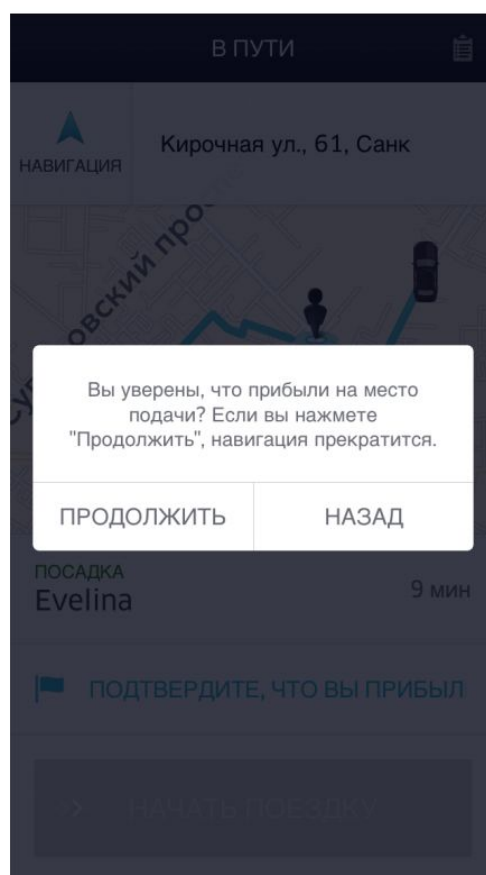 В ПУТИ
НАВИГАЦИЯ
Кирочная ул., 61, Санк
Вы уверены, что прибыли на место
подачи? Если вы нажмете
"Продолжить", навигация прекратится.
ПРОДОЛЖИТЬ
НАЗАД
ПОСАДКА
Evelina
9 мин
ПОДТВЕРДИТЕ, ЧТО ВЫ ПРИБЫЛ
>> НАЧАТЬ ПОЕЗДКУ